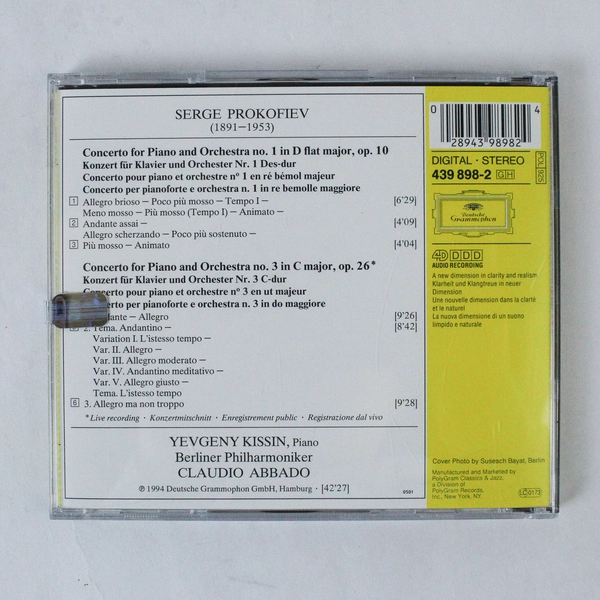 SERGE PROKOFIEV
(1891–1953)
Concerto for Piano and Orchestra no. 1 in D flat major, op. 10
Konzert für Klavier und Orchester Nr. 1 Des-dur
Concerto pour piano et orchestre n° 1 en ré bémol majeur
Concerto per pianoforte e orchestra n. 1 in re bemolle maggiore
1 Allegro brioso – Poco più mosso – Tempo I – [6'29]
Meno mosso – Più mosso (Tempo I) – Animato –
2 Andante assai – [4'09]
Allegro scherzando – Poco più sostenuto –
3 Più mosso – Animato [4'04]
Concerto for Piano and Orchestra no. 3 in C major, op. 26*
Konzert für Klavier und Orchester Nr. 3 C-dur
pour piano et orchestre n° 3 en ut majeur
per pianoforte e orchestra n. 3 in do maggiore
– Allegro [9'26]
2. Tema. Andantino – [8'42]
Variation I. L'istesso tempo –
Var. II. Allegro –
Var. III. Allegro moderato –
Var. IV. Andantino meditativo –
Var. V. Allegro giusto –
Tema. L'istesso tempo
6 3. Allegro ma non troppo [9'28]
*Live recording · Konzertmitschnitt · Enregistrement public · Registrazione dal vivo
YEVGENY KISSIN, Piano
Berliner Philharmoniker
CLAUDIO ABBADO
℗ 1994 Deutsche Grammophon GmbH, Hamburg · [42'27]
0 28943 98982 4
DIGITAL · STEREO
439 898-2 GH
POL 925
Deutsche
Grammophon
4D DDD
AUDIO RECORDING
A new dimension in clarity and realism
Klarheit und Klangtreue in neuer
Dimension
Une nouvelle dimension dans la clarté
et le naturel
La nuova dimensione di un suono
limpido e naturale
Cover Photo by Suseach Bayat, Berlin
Manufactured and Marketed by
PolyGram Classics & Jazz,
a Division of
PolyGram Records,
Inc., New York, NY.
LC 0173